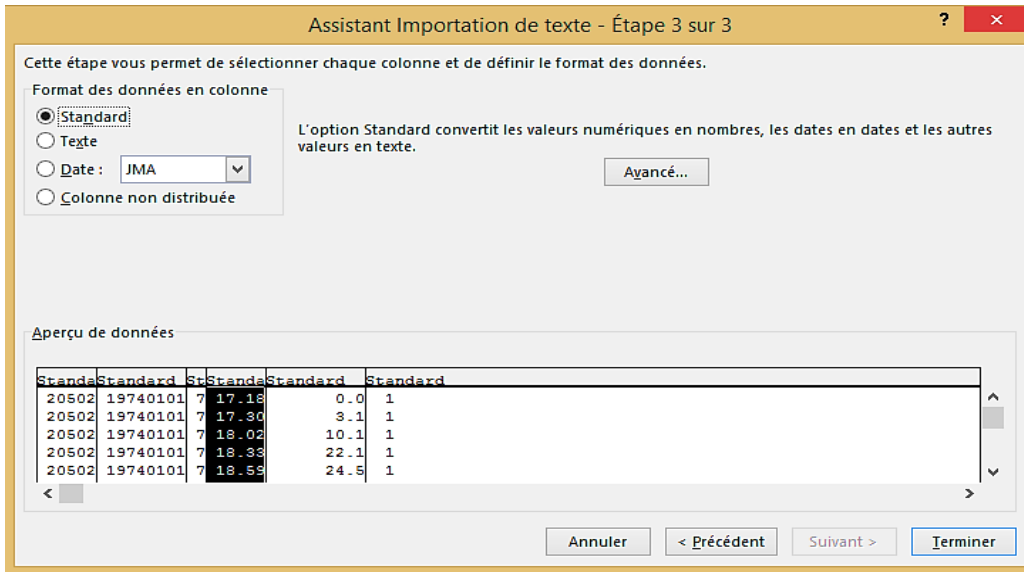 Assistant Importation de texte - Étape 3 sur 3
?
Cette étape vous permet de sélectionner chaque colonne et de définir le format des données.
Format des données en colonne
Standard
Texte
Date : JMA
Colonne non distribuée
L'option Standard convertit les valeurs numériques en nombres, les dates en dates et les autres
valeurs en texte.
Avancé...
Aperçu de données
Standa Standard St Standa Standard Standard
20502 19740101 7 17.18 0.0 1
20502 19740101 7 17.30 3.1 1
20502 19740101 7 18.02 10.1 1
20502 19740101 7 18.33 22.1 1
20502 19740101 7 18.59 24.5 1
Annuler < Précédent Suivant > Terminer